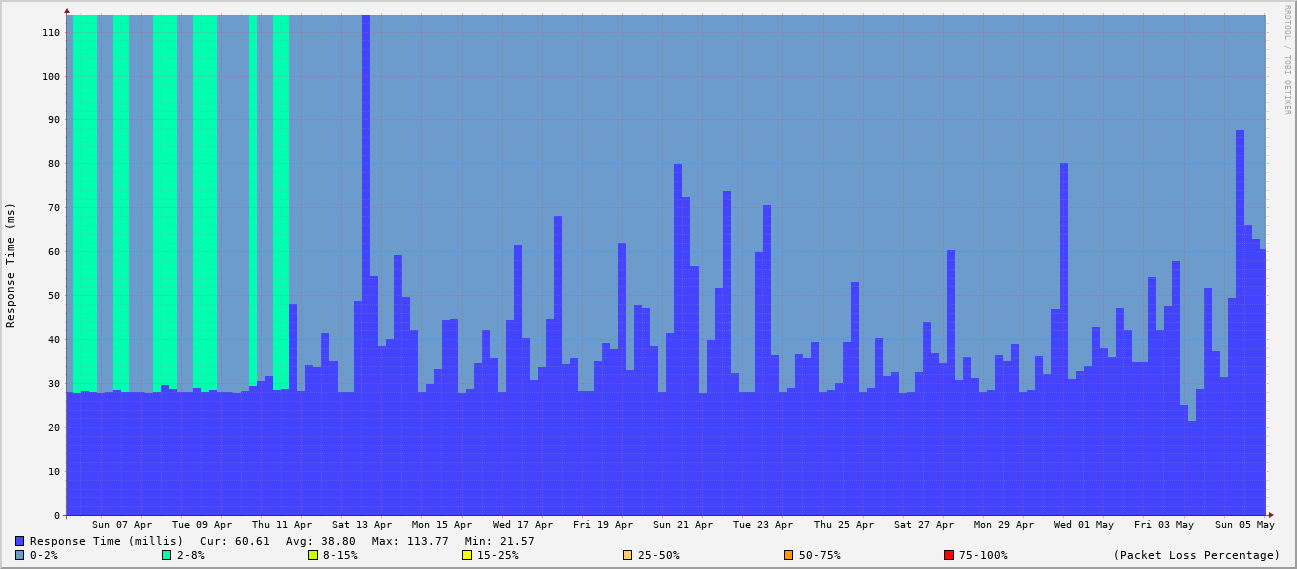 RRDTOOL / TOBI OETIKER
Response Time (ms)
110
100
90
80
70
60
50
40
30
20
10
0
Sun 07 Apr Tue 09 Apr Thu 11 Apr Sat 13 Apr Mon 15 Apr Wed 17 Apr Fri 19 Apr Sun 21 Apr Tue 23 Apr Thu 25 Apr Sat 27 Apr Mon 29 Apr Wed 01 May Fri 03 May Sun 05 May
Response Time (millis) Cur: 60.61 Avg: 38.80 Max: 113.77 Min: 21.57
0-2% 2-8% 8-15% 15-25% 25-50% 50-75% 75-100% (Packet Loss Percentage)